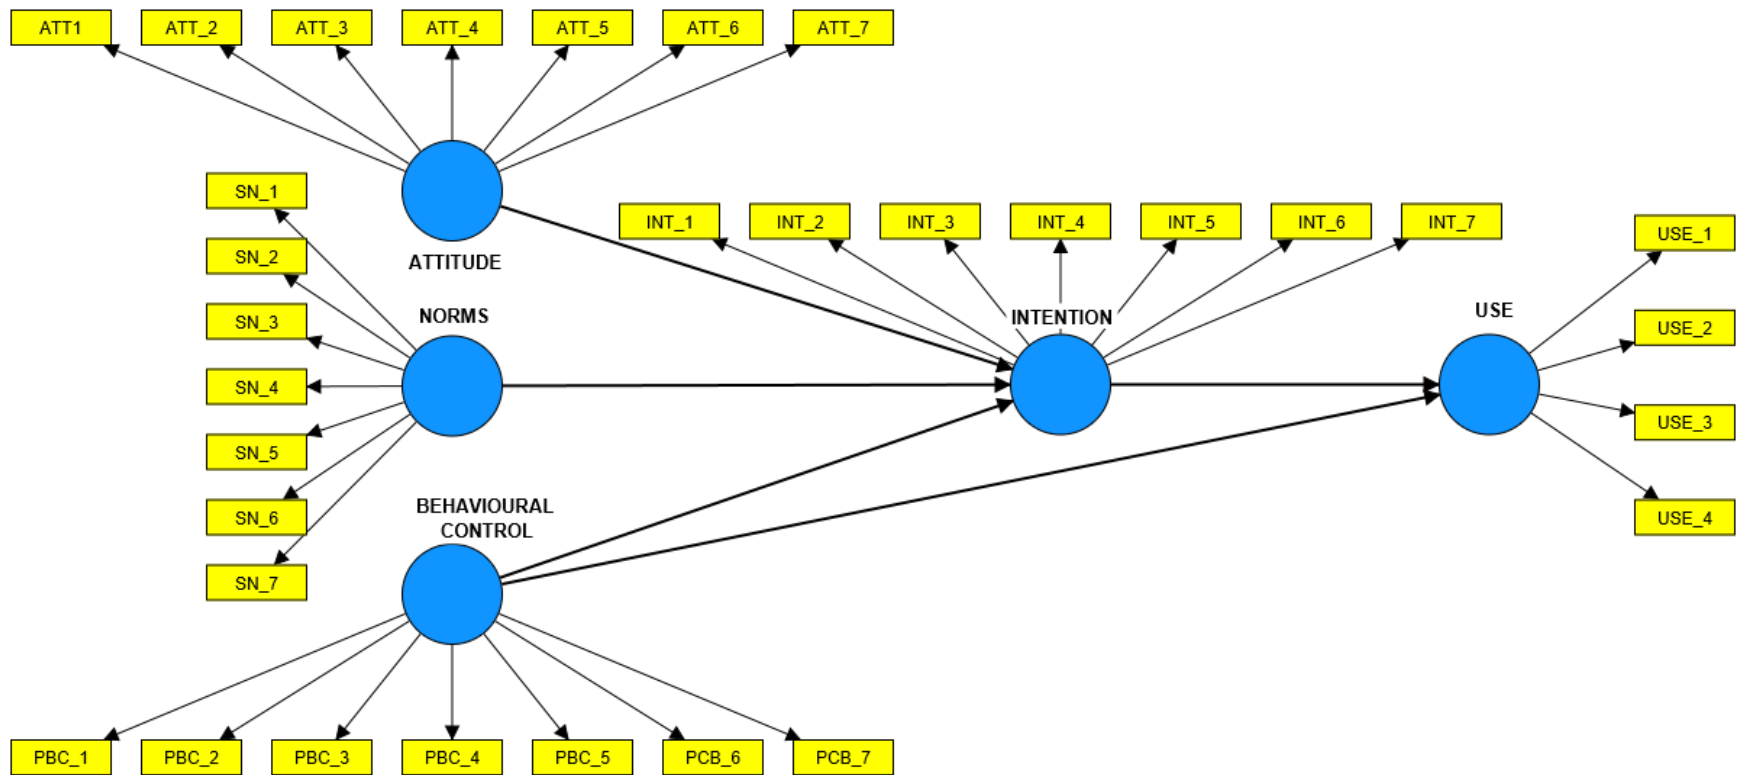 ATT1
ATT_2
ATT_3
ATT_4
ATT_5
ATT_6
ATT_7
SN_1
SN_2
SN_3
SN_4
SN_5
SN_6
SN_7
ATTITUDE
NORMS
BEHAVIOURAL
CONTROL
INT_1
INT_2
INT_3
INT_4
INT_5
INT_6
INT_7
INTENTION
USE
USE_1
USE_2
USE_3
USE_4
PBC_1
PBC_2
PBC_3
PBC_4
PBC_5
PCB_6
PCB_7